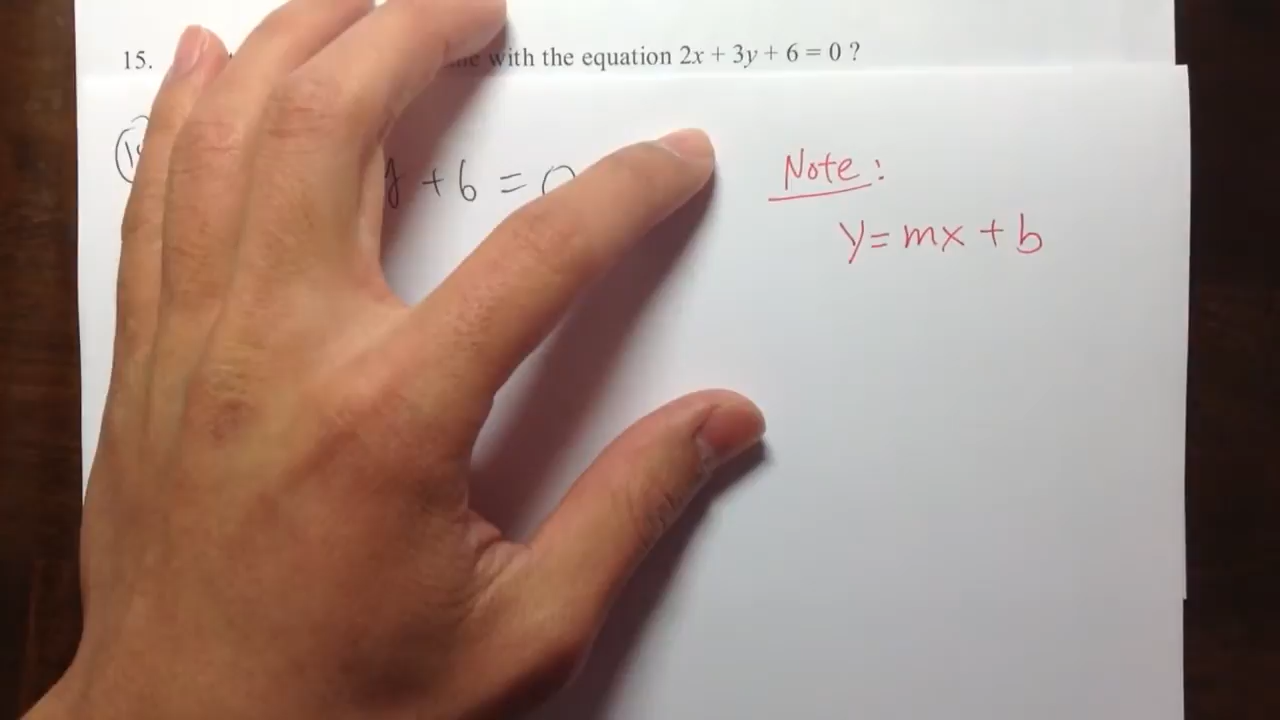 15. with the equation 2x + 3y + 6 = 0 ?
y + 6 = 0
Note:
y = mx + b